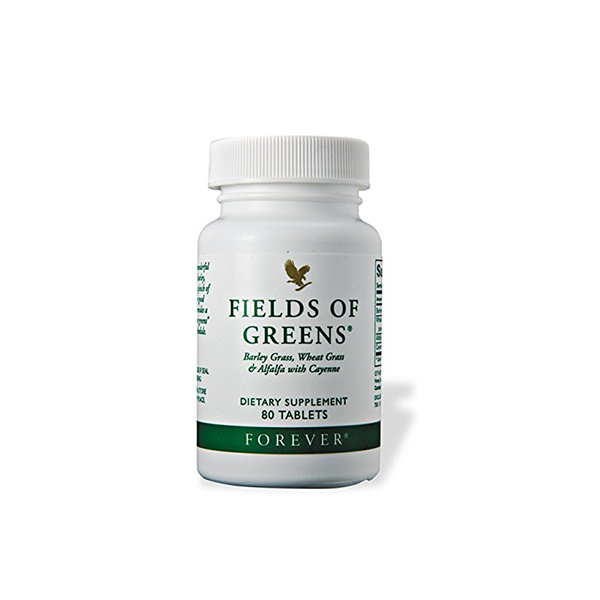 FIELDS OF
GREENS®
Barley Grass, Wheat Grass
& Alfalfa with Cayenne
DIETARY SUPPLEMENT
80 TABLETS
FOREVER®